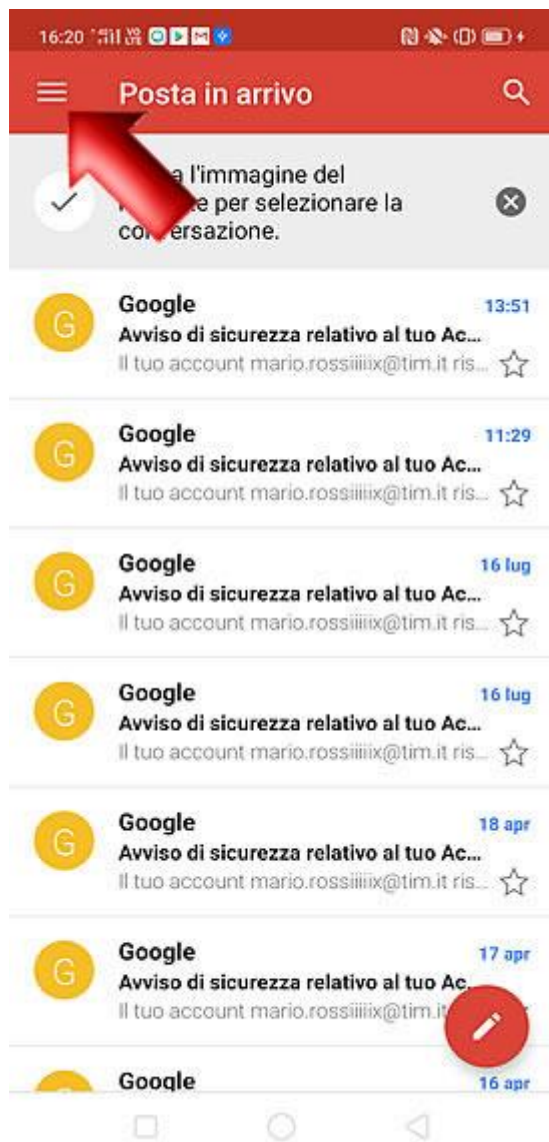 16:20
Posta in arrivo
l'immagine del
per selezionare la
conversazione.
G
Google
13:51
Avviso di sicurezza relativo al tuo Ac...
Il tuo account mario.rossiiiiix@tim.it ris...
G
Google
11:29
Avviso di sicurezza relativo al tuo Ac...
Il tuo account mario.rossiiiiix@tim.it ris...
G
Google
16 lug
Avviso di sicurezza relativo al tuo Ac...
Il tuo account mario.rossiiiiix@tim.it ris...
G
Google
16 lug
Avviso di sicurezza relativo al tuo Ac...
Il tuo account mario.rossiiiiix@tim.it ris...
G
Google
18 apr
Avviso di sicurezza relativo al tuo Ac...
Il tuo account mario.rossiiiiix@tim.it ris...
G
Google
17 apr
Avviso di sicurezza relativo al tuo Ac...
Il tuo account mario.rossiiiiix@tim.it
Google
16 apr